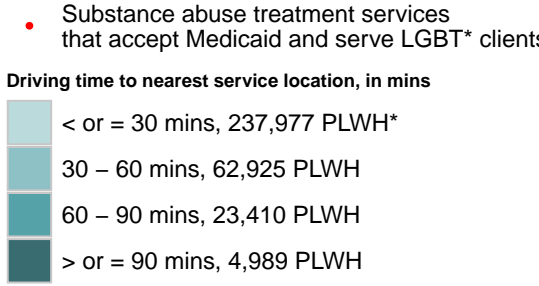 Substance abuse treatment services
that accept Medicaid and serve LGBT* clients
Driving time to nearest service location, in mins
< or = 30 mins, 237,977 PLWH*
30 − 60 mins, 62,925 PLWH
60 − 90 mins, 23,410 PLWH
> or = 90 mins, 4,989 PLWH